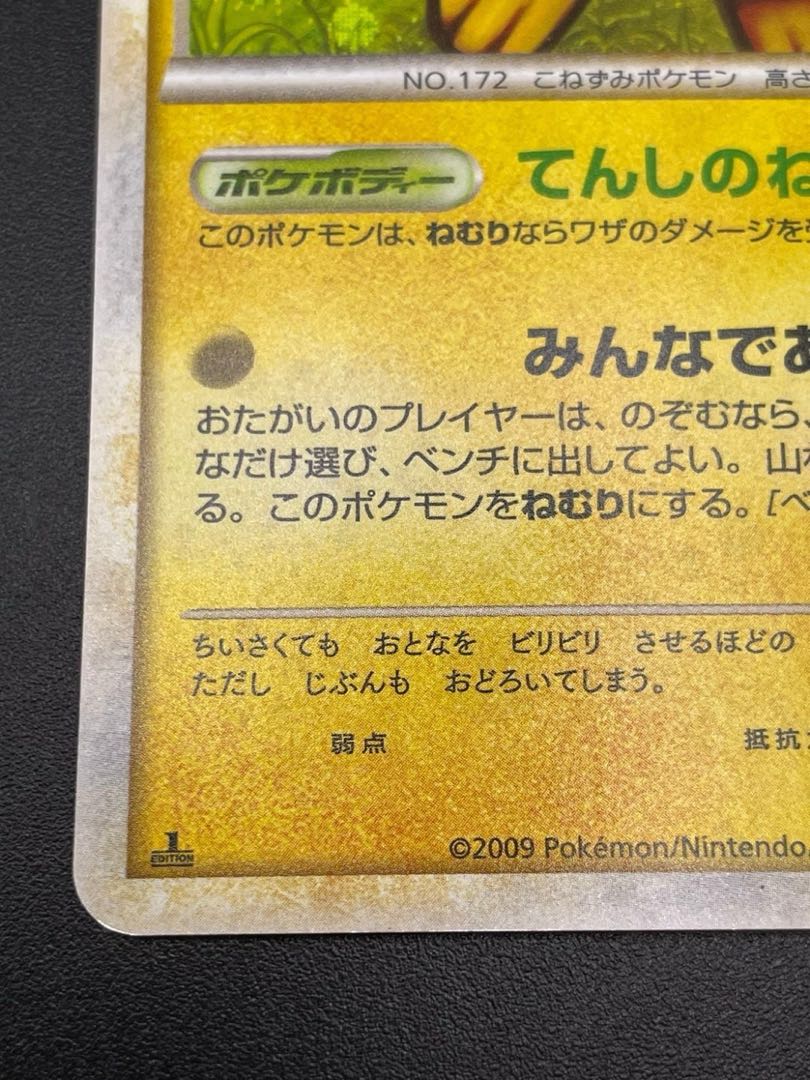 NO.172 こねずみポケモン 高さ
ポケボディー てんしのね
このポケモンは、ねむりならワザのダメージを
みんなであ
おたがいのプレイヤーは、のぞむなら、
なだけ選び、ベンチに出してよい。山
る。このポケモンをねむりにする。[ベ
ちいさくても おとなを ビリビリ させるほどの
ただし じぶんも おどろいてしまう。
弱点 抵抗
1 EDITION ©2009 Pokémon/Nintendo/